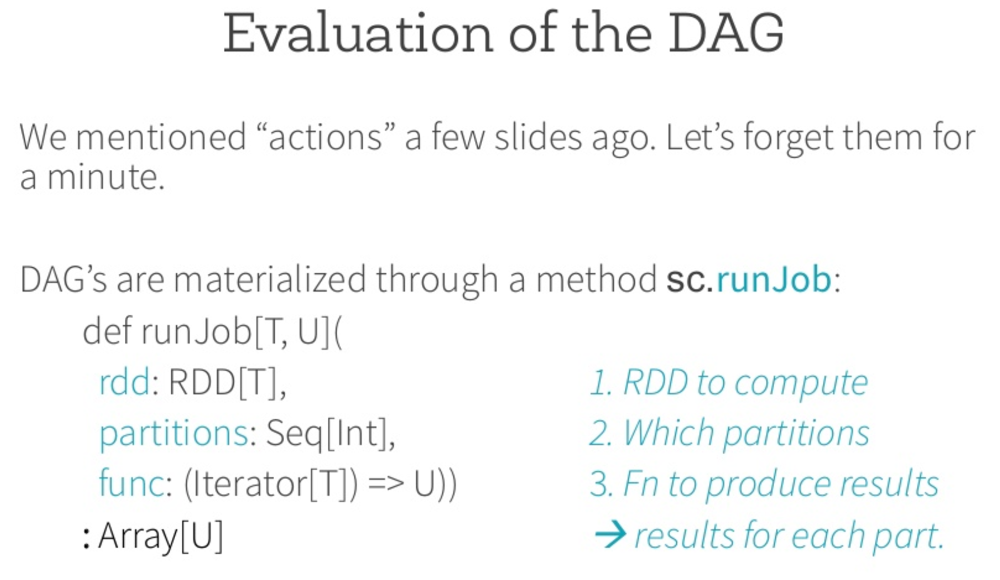 Evaluation of the DAG
We mentioned “actions” a few slides ago. Let’s forget them for
a minute.
DAG’s are materialized through a method sc.runJob:
def runJob[T, U](
rdd: RDD[T], 1. RDD to compute
partitions: Seq[Int], 2. Which partitions
func: (Iterator[T]) => U)) 3. Fn to produce results
: Array[U] → results for each part.